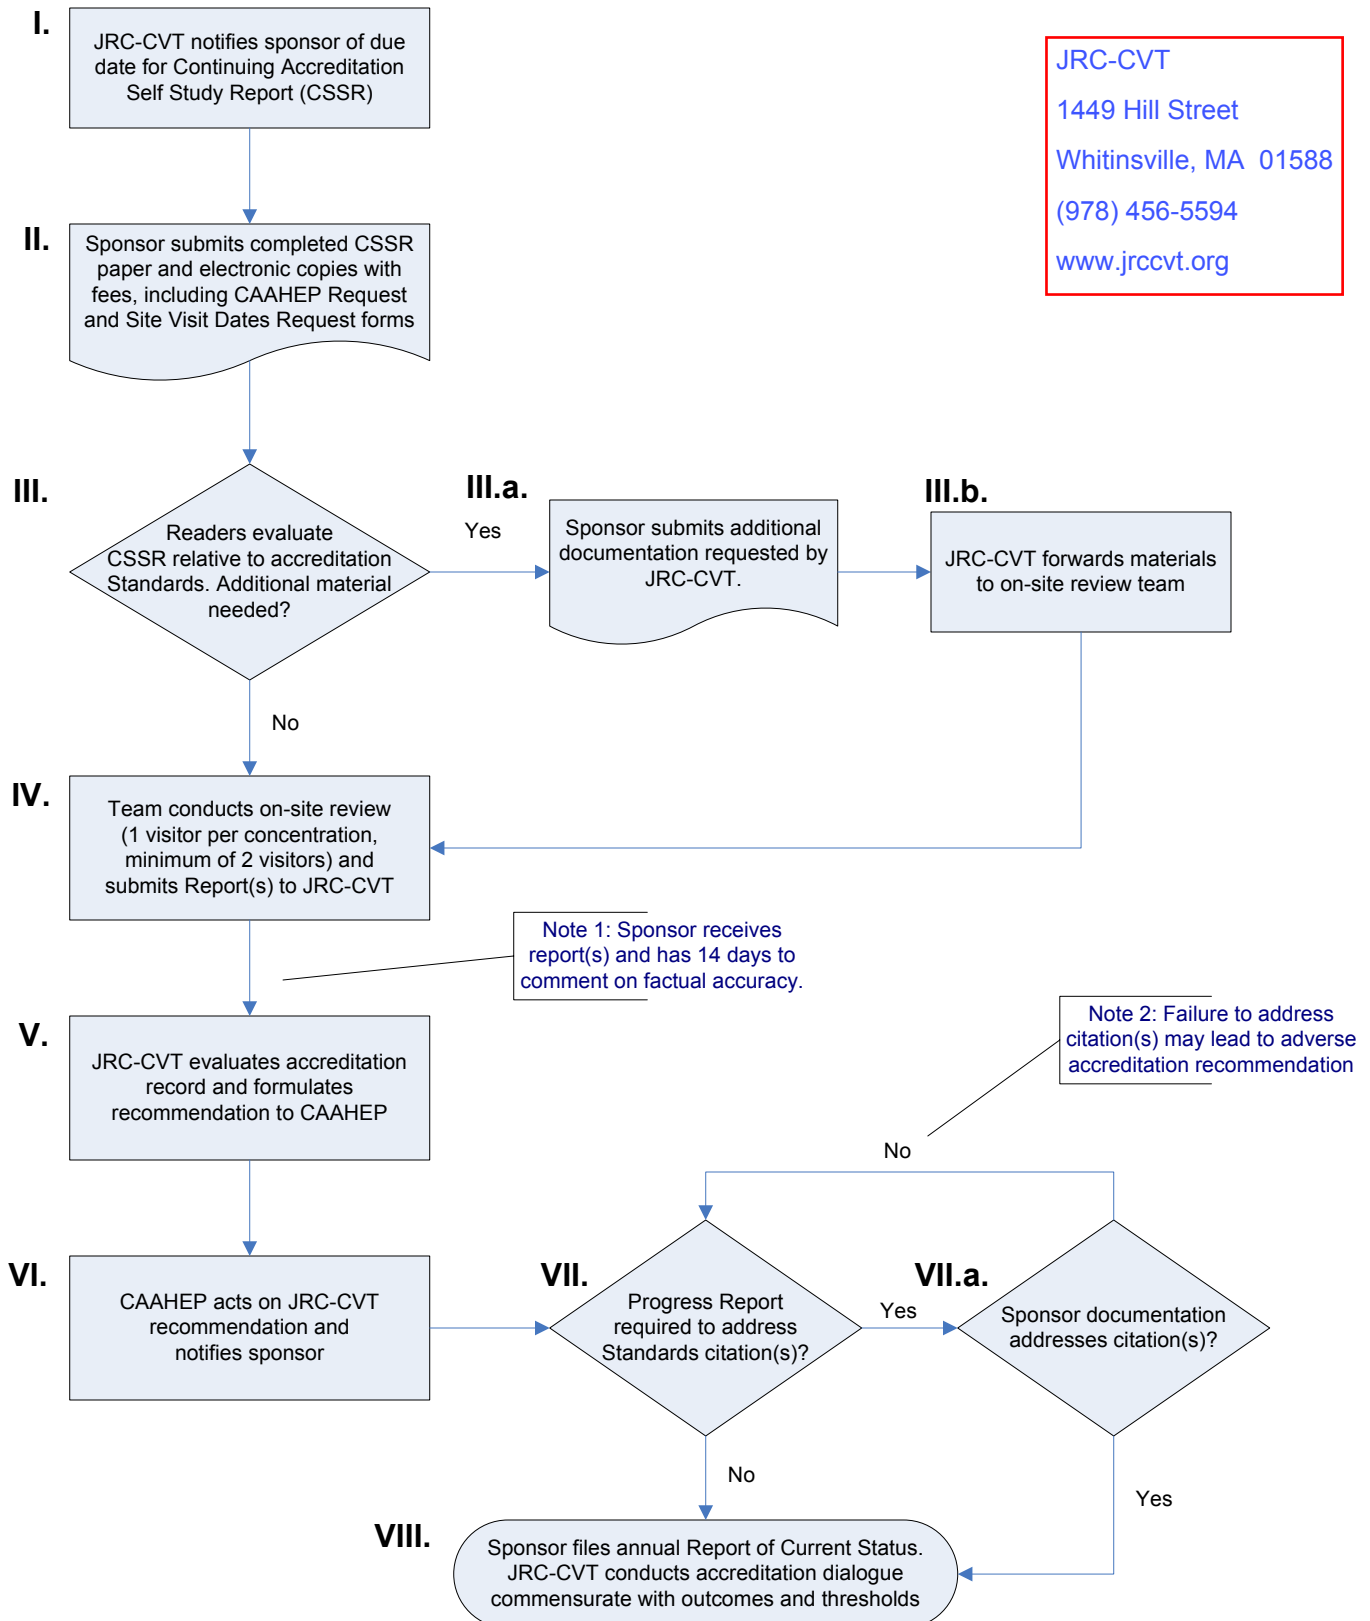 I.
JRC-CVT notifies sponsor of due
date for Continuing Accreditation
Self Study Report (CSSR)
JRC-CVT
1449 Hill Street
Whitinsville, MA  01588
(978) 456-5594
www.jrccvt.org
II.
Sponsor submits completed CSSR
paper and electronic copies with
fees, including CAAHEP Request
and Site Visit Dates Request forms
III.
Readers evaluate
CSSR relative to accreditation
Standards. Additional material
needed?
Yes
III.a.
Sponsor submits additional
documentation requested by
JRC-CVT.
III.b.
JRC-CVT forwards materials
to on-site review team
No
IV.
Team conducts on-site review
(1 visitor per concentration,
minimum of 2 visitors) and
submits Report(s) to JRC-CVT
Note 1: Sponsor receives
report(s) and has 14 days to
comment on factual accuracy.
V.
JRC-CVT evaluates accreditation
record and formulates
recommendation to CAAHEP
Note 2: Failure to address
citation(s) may lead to adverse
accreditation recommendation
No
VI.
CAAHEP acts on JRC-CVT
recommendation and
notifies sponsor
VII.
Progress Report
required to address
Standards citation(s)?
Yes
VII.a.
Sponsor documentation
addresses citation(s)?
No
Yes
VIII.
Sponsor files annual Report of Current Status.
JRC-CVT conducts accreditation dialogue
commensurate with outcomes and thresholds